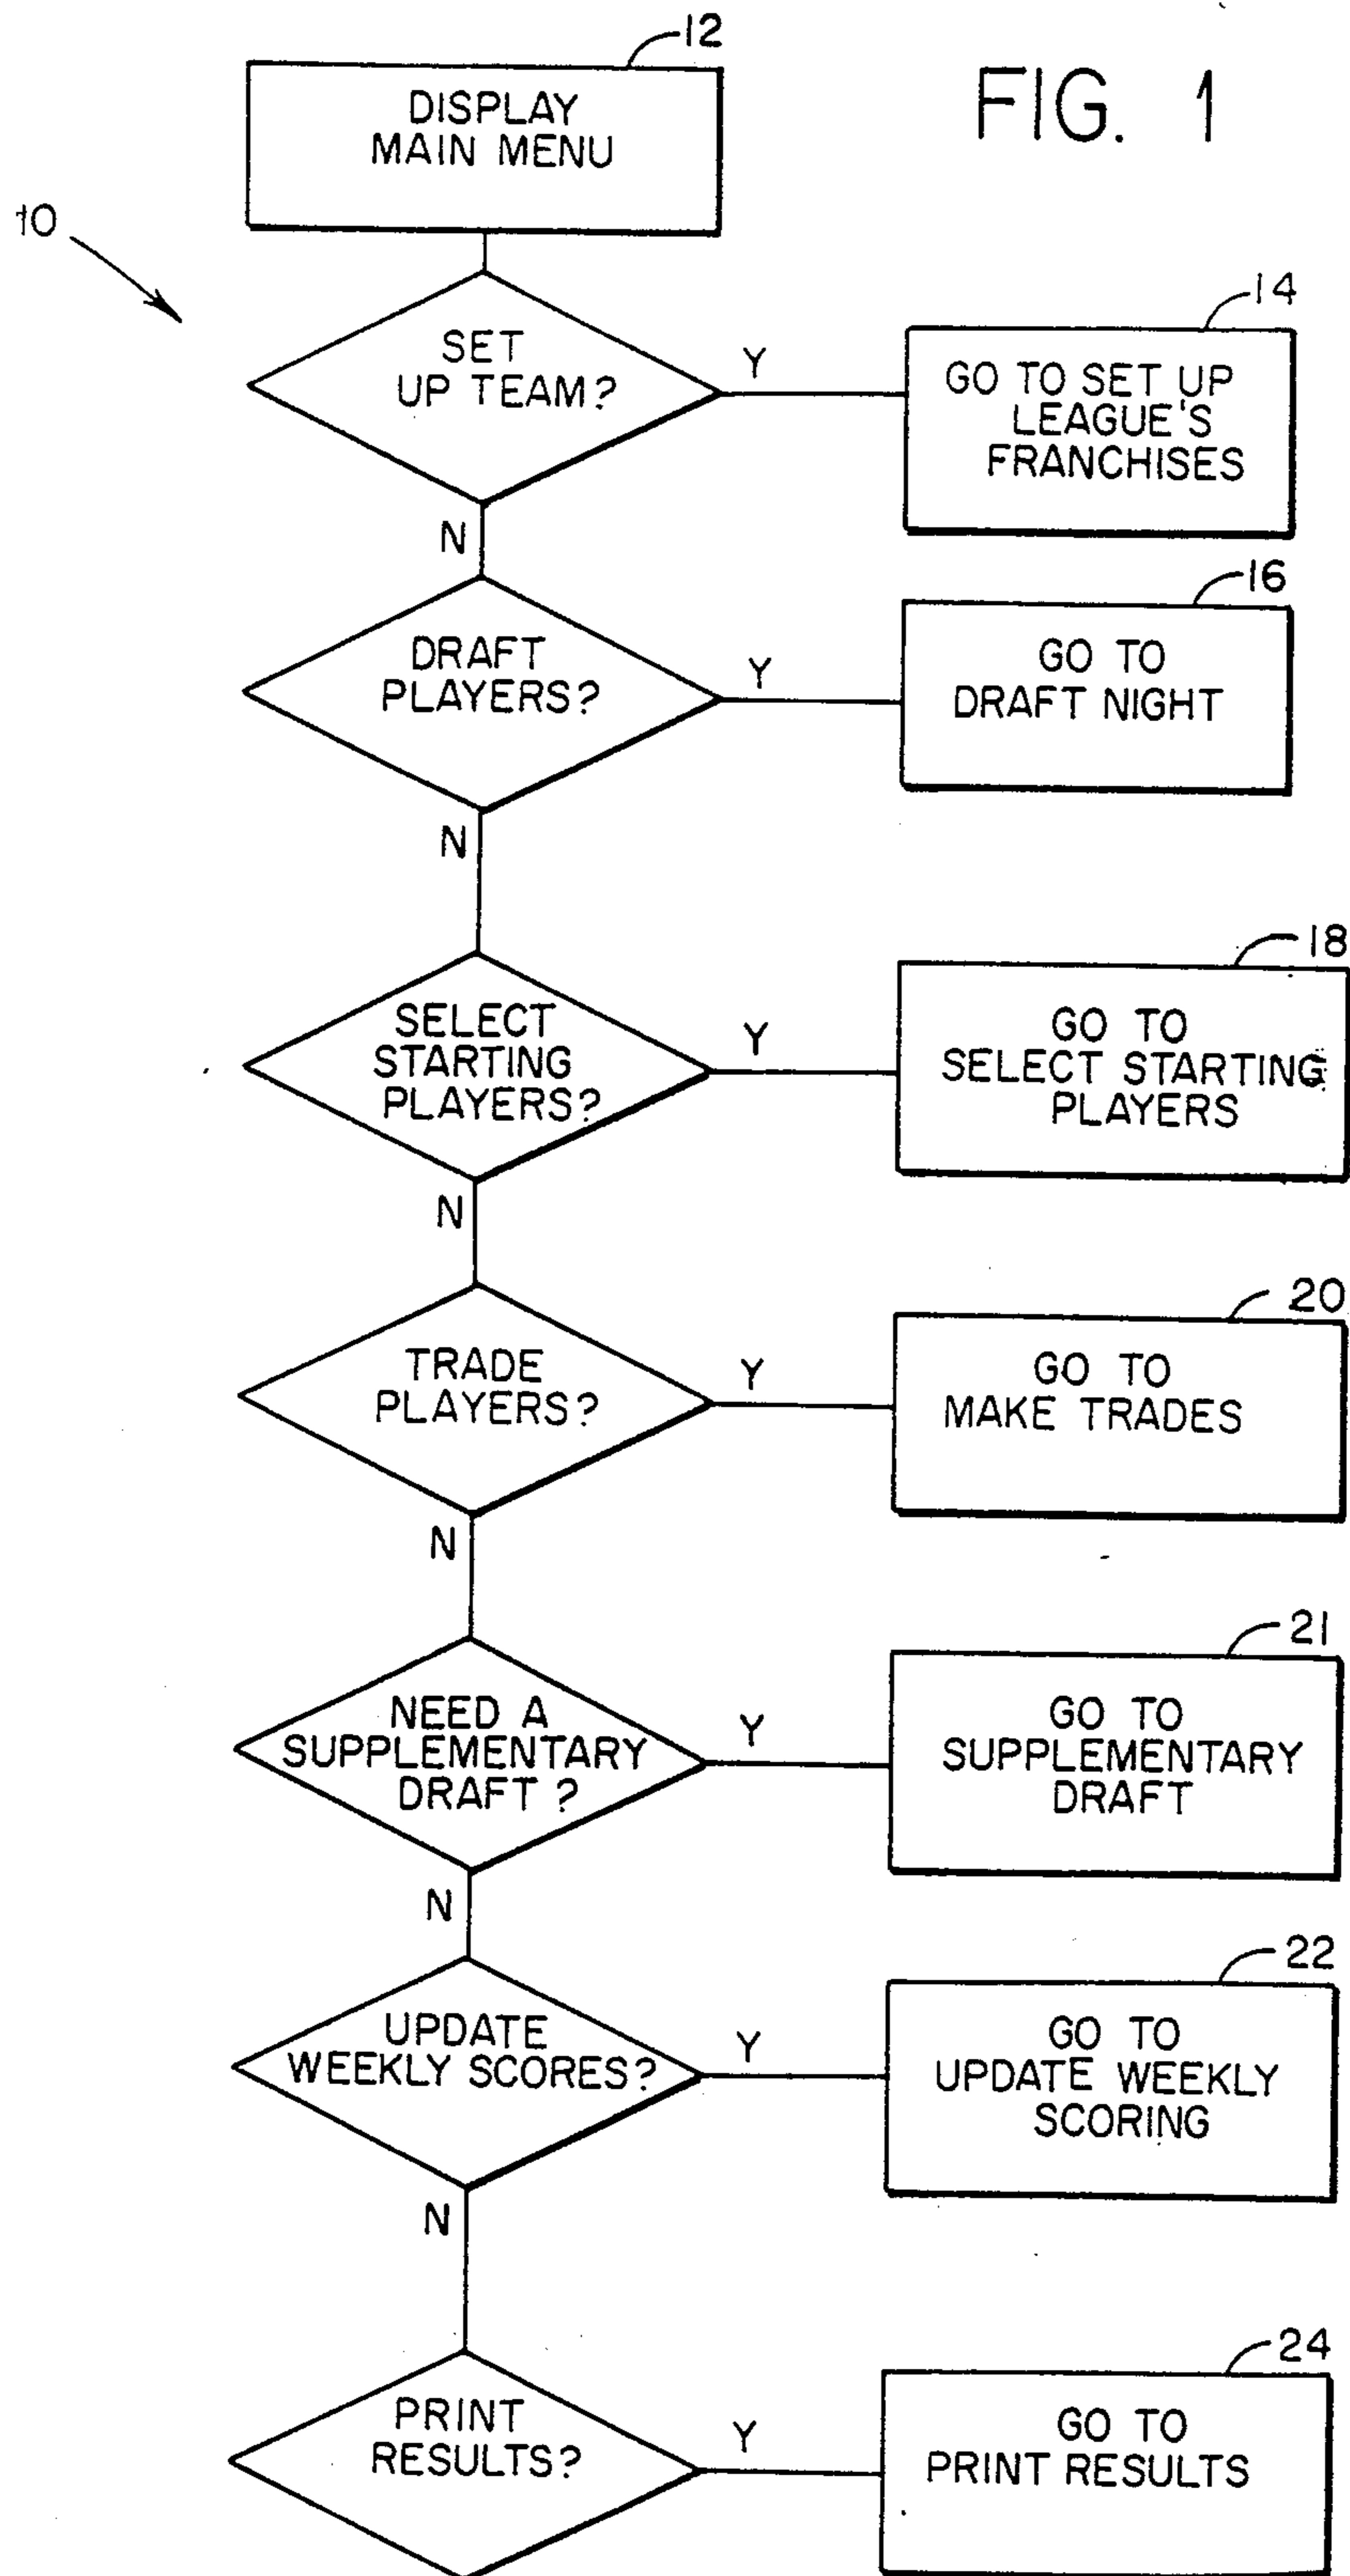 12
FIG. 1
DISPLAY
MAIN MENU
10
14
SET
UP TEAM?
Y
GO TO SET UP
LEAGUE'S
FRANCHISES
N
16
DRAFT
PLAYERS?
Y
GO TO
DRAFT NIGHT
N
18
SELECT
STARTING
PLAYERS?
Y
GO TO
SELECT STARTING
PLAYERS
N
20
TRADE
PLAYERS?
Y
GO TO
MAKE TRADES
N
21
NEED A
SUPPLEMENTARY
DRAFT ?
Y
GO TO
SUPPLEMENTARY
DRAFT
N
22
UPDATE
WEEKLY SCORES?
Y
GO TO
UPDATE WEEKLY
SCORING
N
24
PRINT
RESULTS?
Y
GO TO
PRINT RESULTS